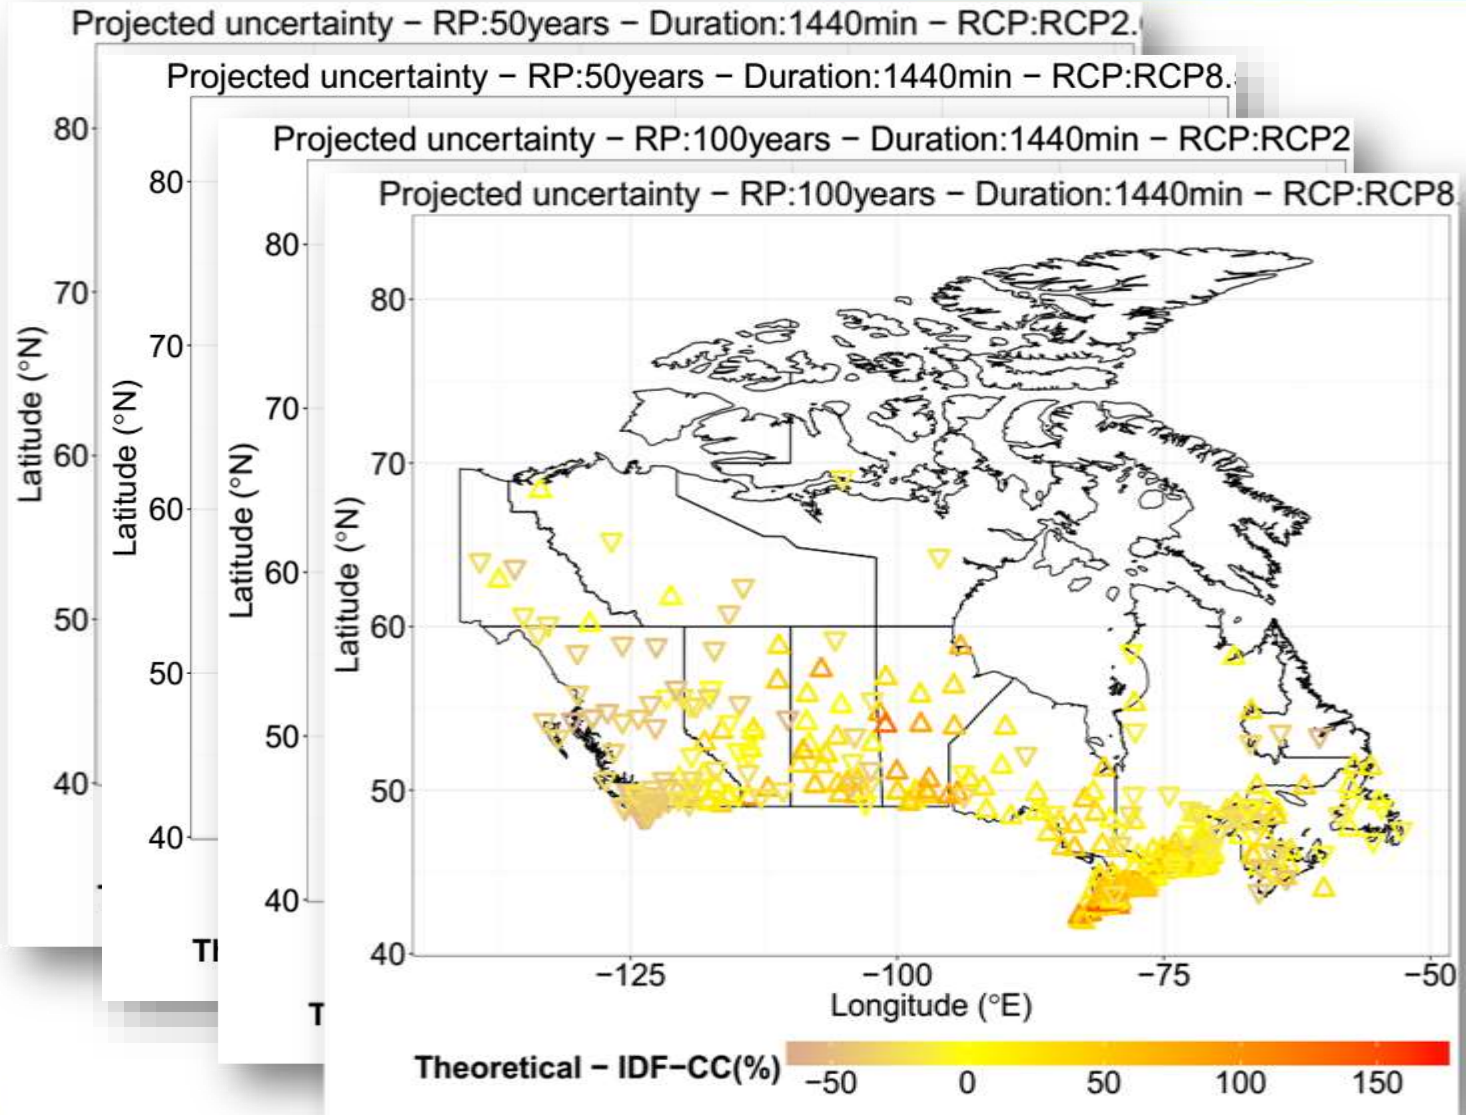 Projected uncertainty − RP:50years − Duration:1440min − RCP:RCP2.
Projected uncertainty − RP:50years − Duration:1440min − RCP:RCP8.
Projected uncertainty − RP:100years − Duration:1440min − RCP:RCP2
Projected uncertainty − RP:100years − Duration:1440min − RCP:RCP8.
80
70
60
50
40
Latitude (°N)
80
70
60
50
40
Latitude (°N)
80
70
60
50
40
Latitude (°N)
80
70
60
50
40
Latitude (°N)
−125 −100 −75 −50
Longitude (°E)
Th
T
Theoretical − IDF−CC(%)
−50 0 50 100 150